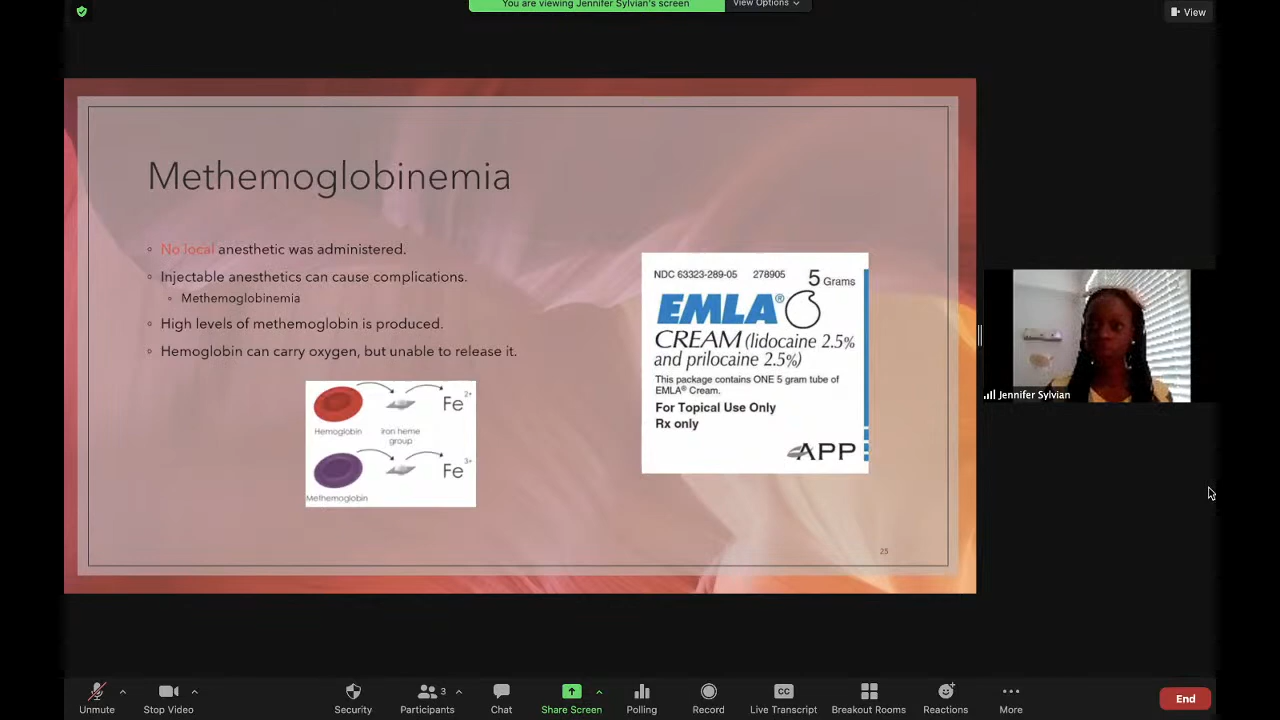 You are viewing Jennifer Sylvian's screen
View Options
View
Methemoglobinemia
No local anesthetic was administered.
Injectable anesthetics can cause complications.
Methemoglobinemia
High levels of methemoglobin is produced.
Hemoglobin can carry oxygen, but unable to release it.
Hemoglobin
Iron heme
group
Fe 2+
Methemoglobin
Fe 3+
NDC 63323-289-05 278905 5 Grams
EMLA®
CREAM (lidocaine 2.5%
and prilocaine 2.5%)
This package contains ONE 5 gram tube of
EMLA® Cream.
For Topical Use Only
Rx only
APP
25
Jennifer Sylvian
Unmute
Stop Video
Security
Participants
3
Chat
Share Screen
Polling
Record
CC
Live Transcript
Breakout Rooms
Reactions
More
End